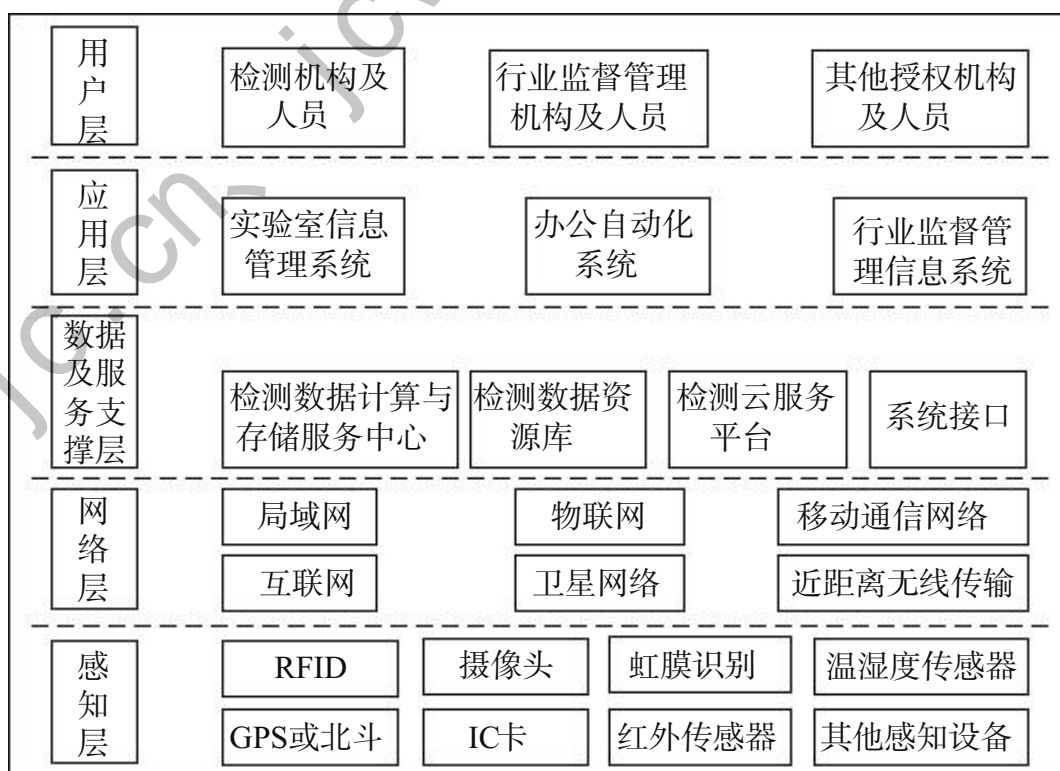 用户层
检测机构及
人员
行业监督管理
机构及人员
其他授权机构
及人员
应用层
实验室信息
管理系统
办公自动化
系统
行业监督管
理信息系统
数据
及服
务支
撑层
检测数据计算与
存储服务中心
检测数据资
源库
检测云服务
平台
系统接口
网络层
局域网
物联网
移动通信网络
互联网
卫星网络
近距离无线传输
感知层
RFID
摄像头
虹膜识别
温湿度传感器
GPS或北斗
IC卡
红外传感器
其他感知设备